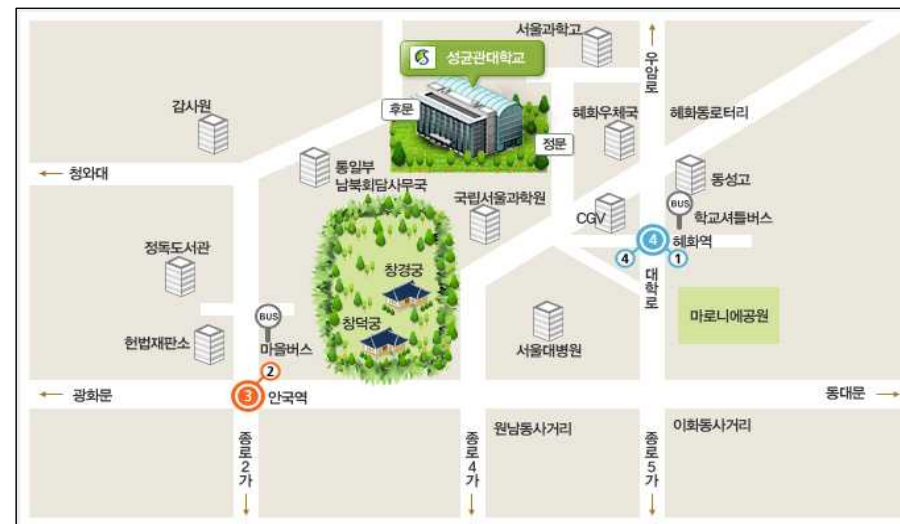 서울과학고
성균관대학교
우암로
감사원
후문
혜화우체국
혜화동로터리
정문
청와대
통일부
남북회담사무국
동성고
국립서울과학원
BUS
CGV
학교셔틀버스
4
혜화역
4
1
정독도서관
창경궁
대학로
마로니에공원
BUS
창덕궁
헌법재판소
마을버스
서울대병원
2
광화문
3
안국역
동대문
원남동사거리
이화동사거리
종로2가
종로4가
종로5가